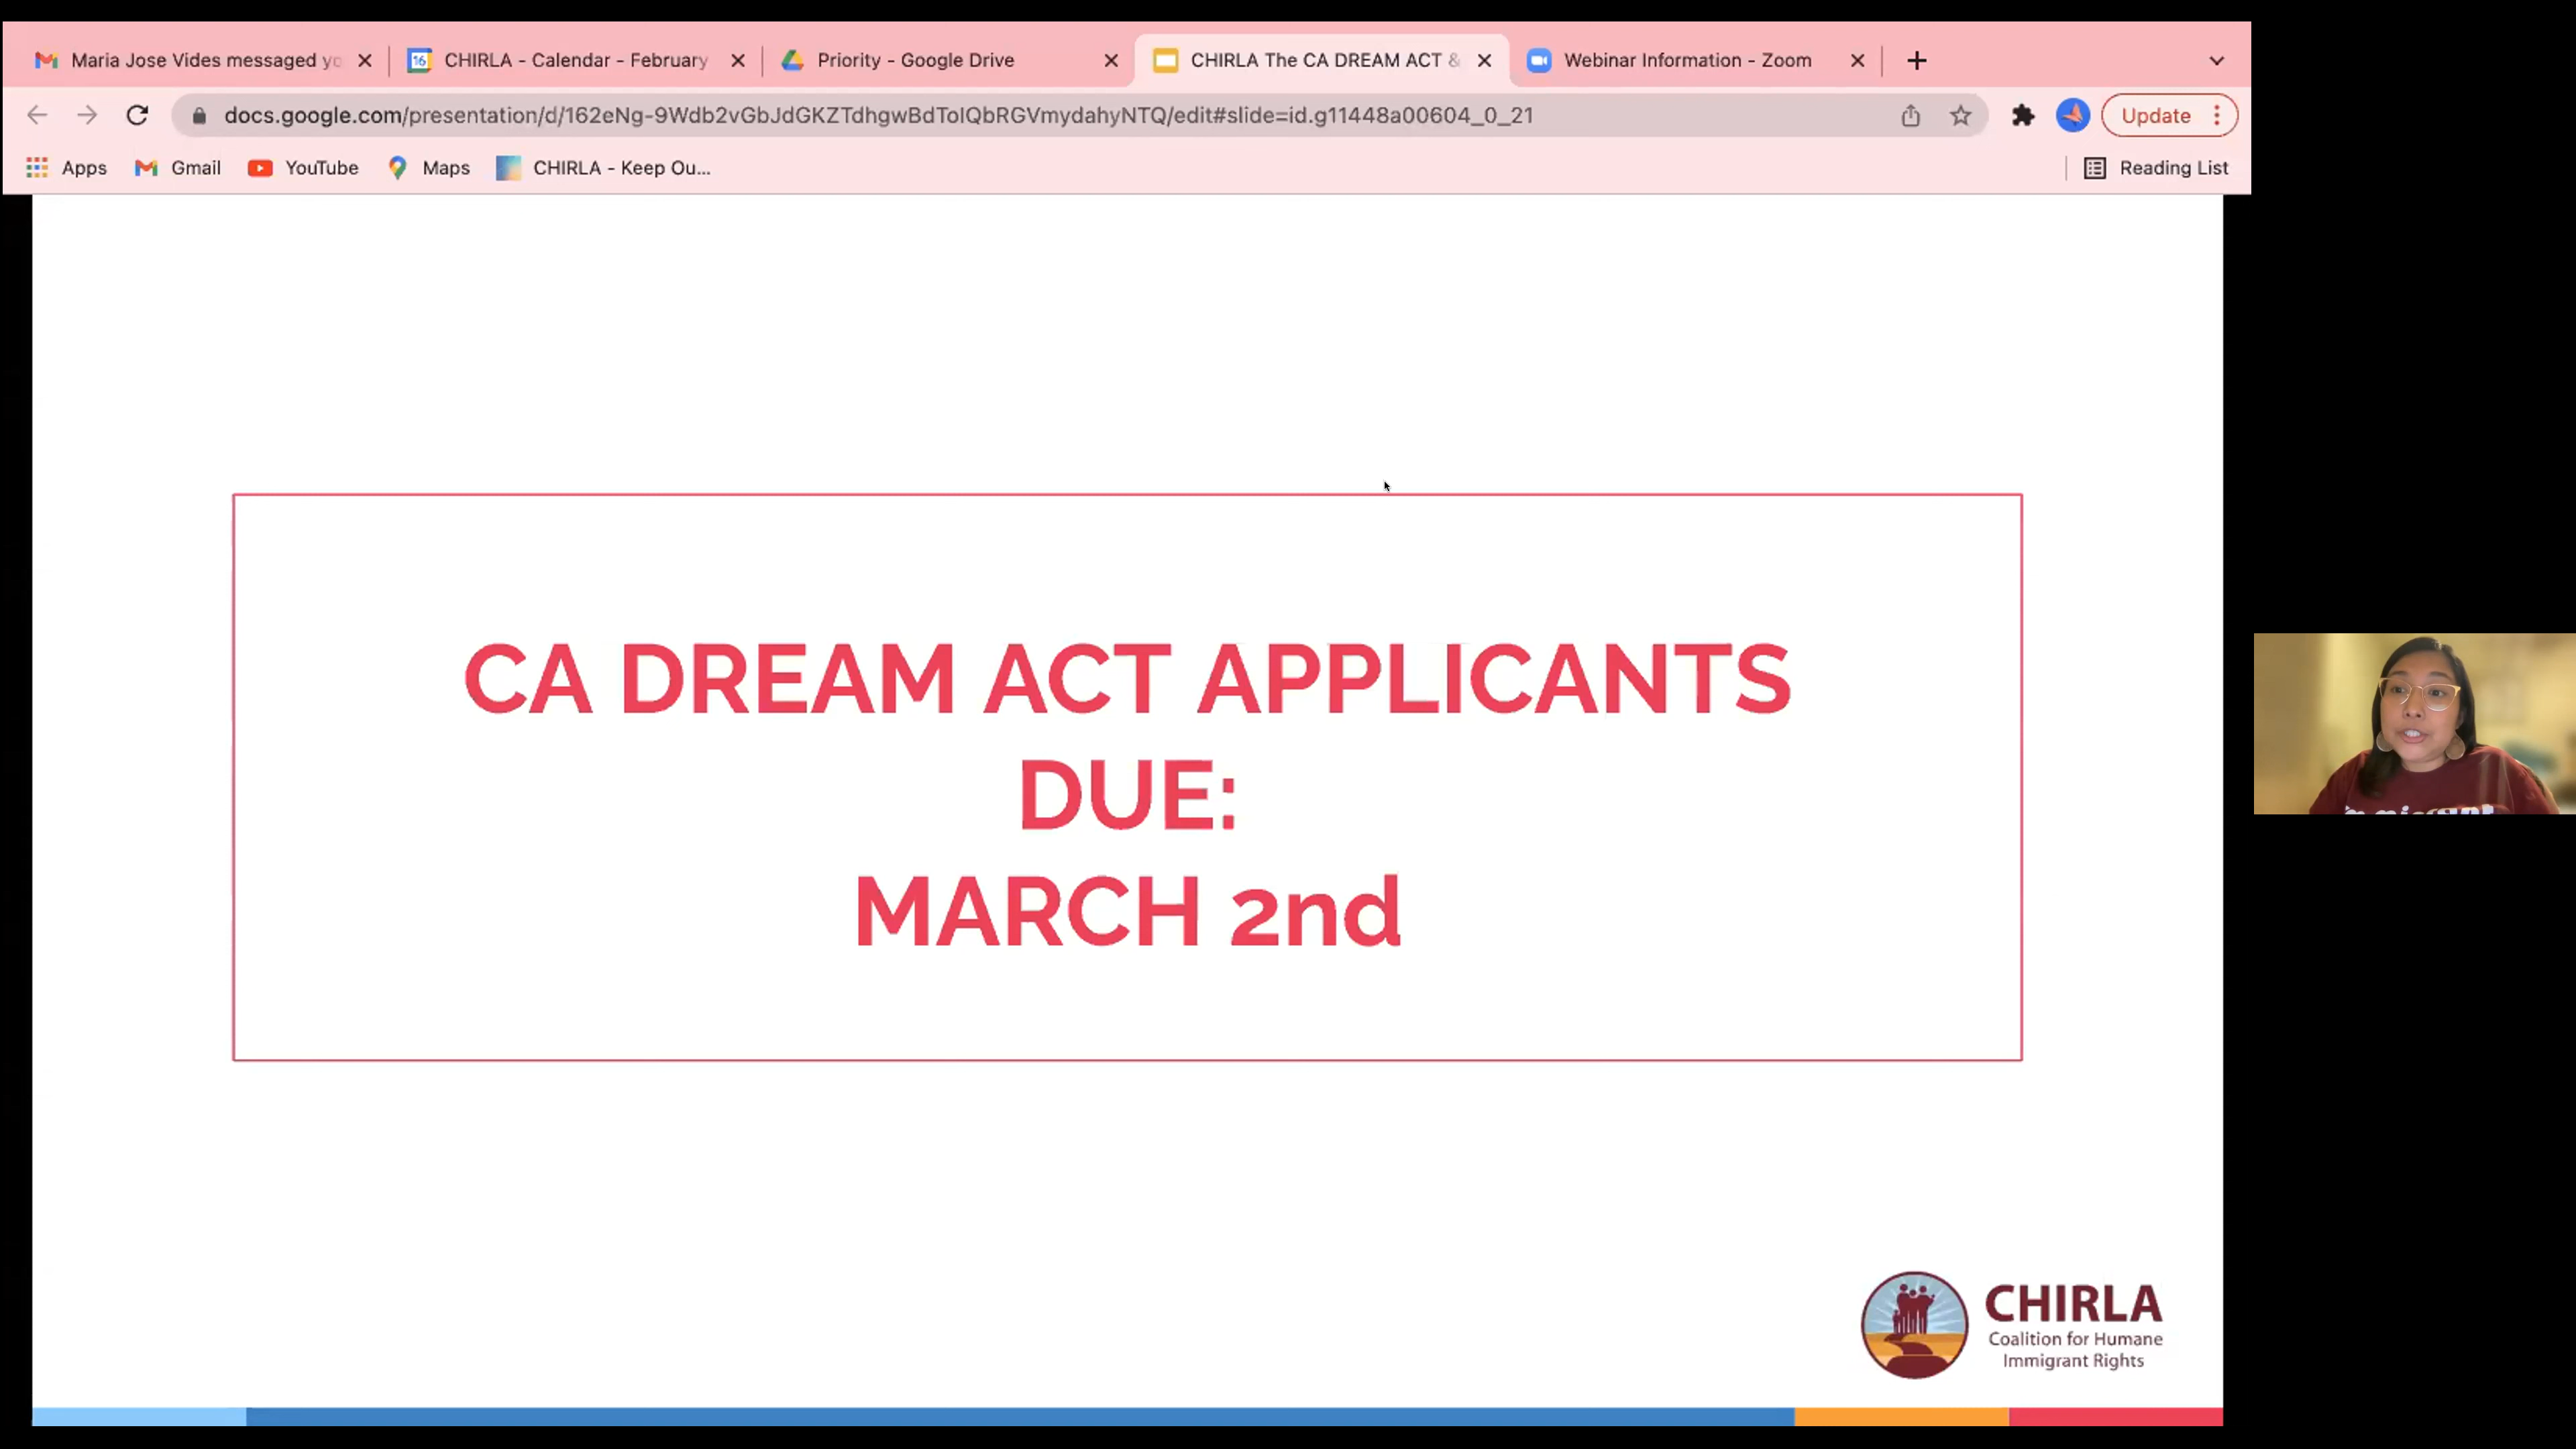 Maria Jose Vides messaged yo
16
CHIRLA - Calendar - February
Priority - Google Drive
CHIRLA The CA DREAM ACT &
Webinar Information - Zoom
docs.google.com/presentation/d/162eNg-9Wdb2vGbJdGKZTdhgwBdToIQbRGVmydahyNTQ/edit#slide=id.g11448a00604_0_21
Update
Apps
Gmail
YouTube
Maps
CHIRLA - Keep Ou...
Reading List
CA DREAM ACT APPLICANTS
DUE:
MARCH 2nd
CHIRLA
Coalition for Humane
Immigrant Rights